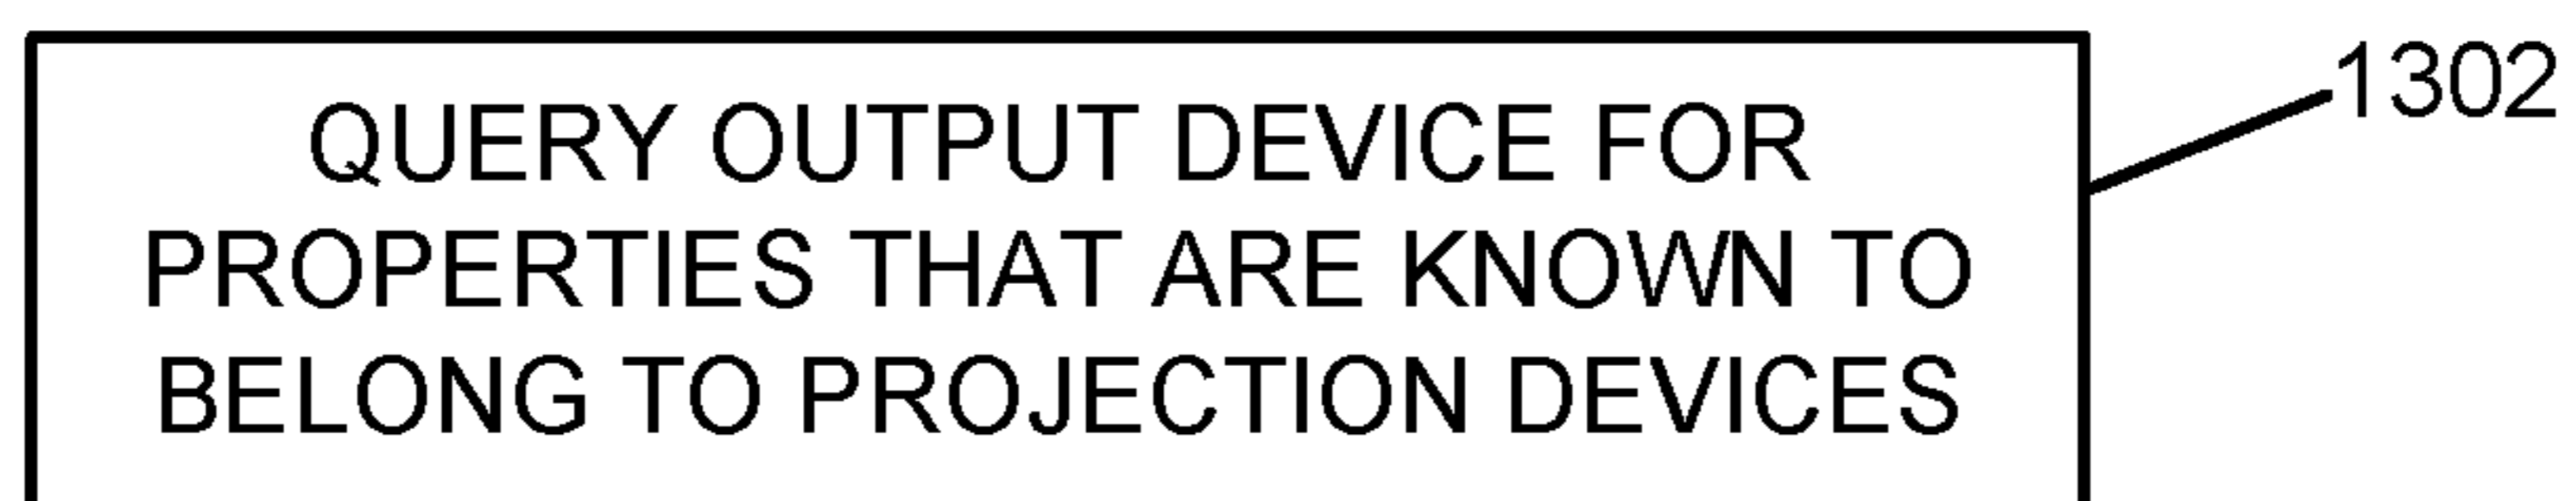 QUERY OUTPUT DEVICE FOR
PROPERTIES THAT ARE KNOWN TO
BELONG TO PROJECTION DEVICES
1302